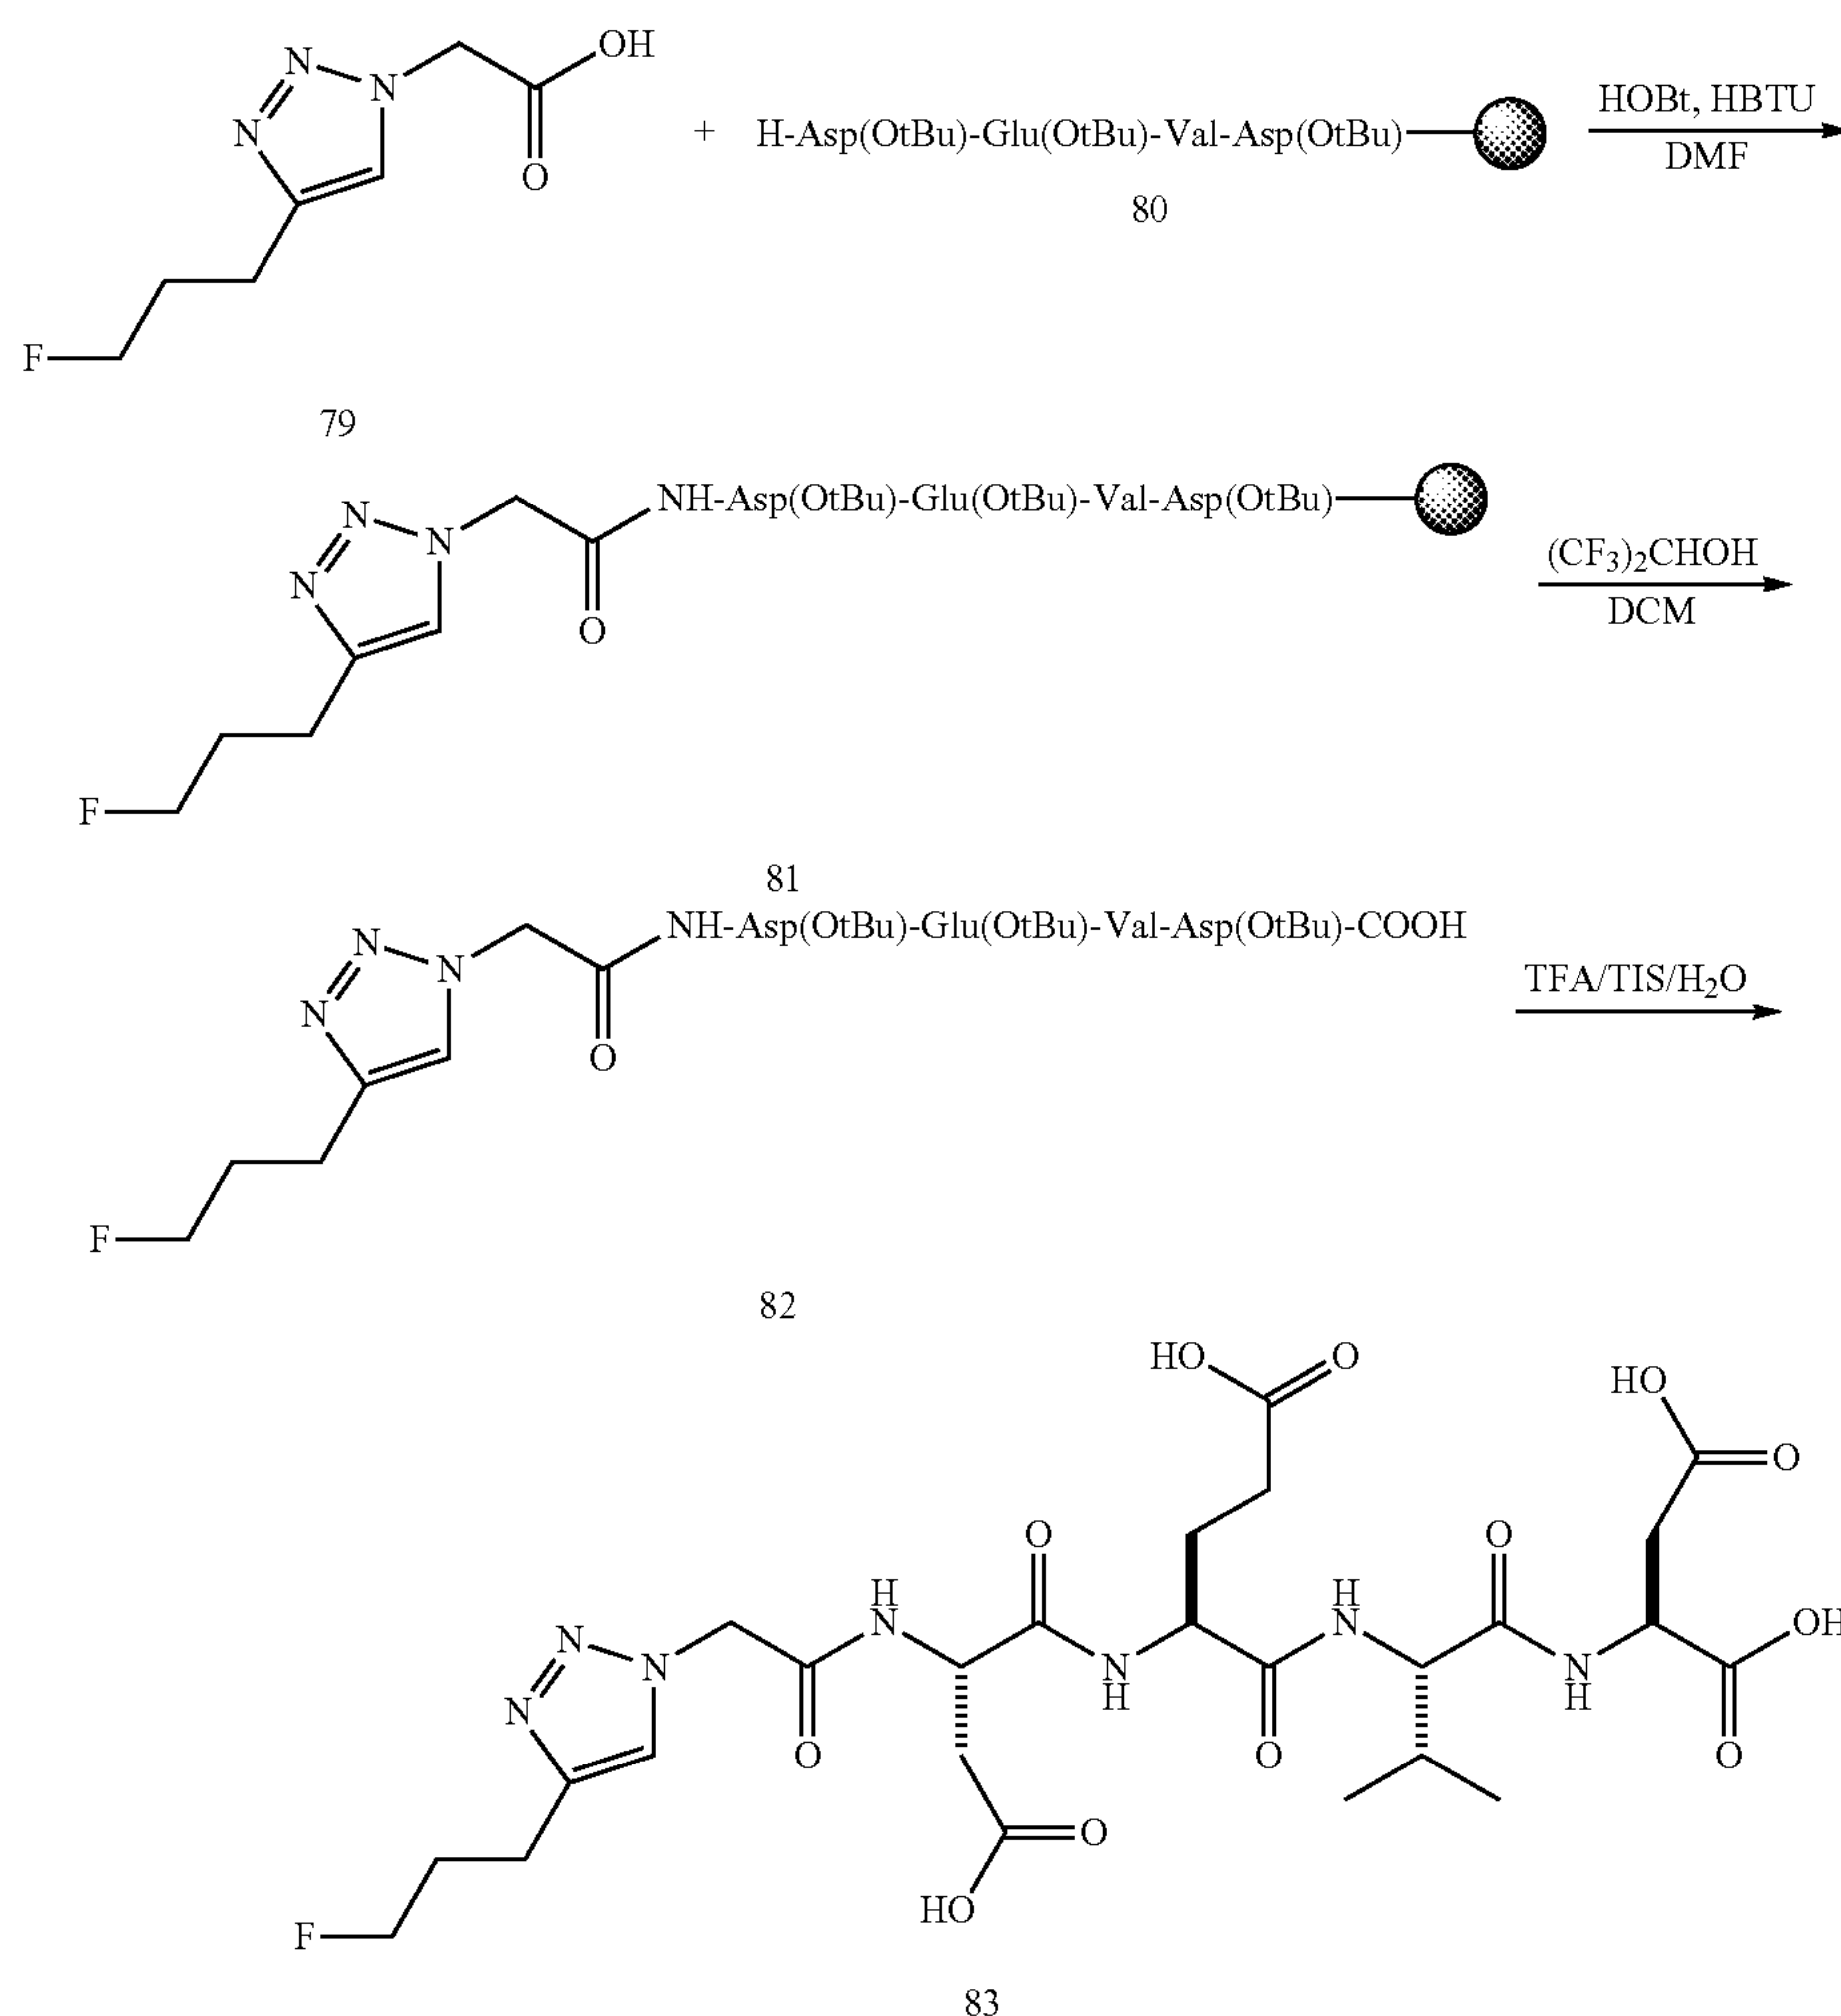 N
N
N
OH
O
F
79
+
H-Asp(OtBu)-Glu(OtBu)-Val-Asp(OtBu)
80
HOBt, HBTU
DMF
N
N
N
NH-Asp(OtBu)-Glu(OtBu)-Val-Asp(OtBu)
O
F
81
(CF3)2CHOH
DCM
N
N
N
NH-Asp(OtBu)-Glu(OtBu)-Val-Asp(OtBu)-COOH
O
F
82
TFA/TIS/H2O
HO
O
HO
O
O
O
H
N
H
N
OH
N
N
N
N
H
N
H
O
O
O
O
HO
F
83